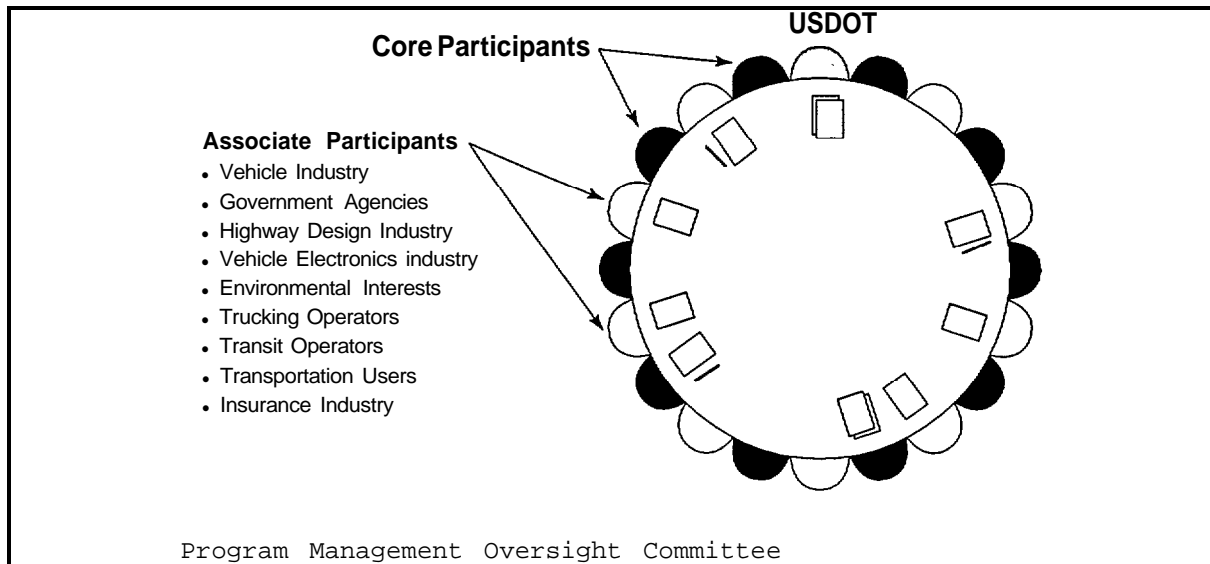 USDOT
Core Participants
Associate Participants
• Vehicle Industry
• Government Agencies
• Highway Design Industry
• Vehicle Electronics industry
• Environmental Interests
• Trucking Operators
• Transit Operators
• Transportation Users
• Insurance Industry
Program Management Oversight Committee